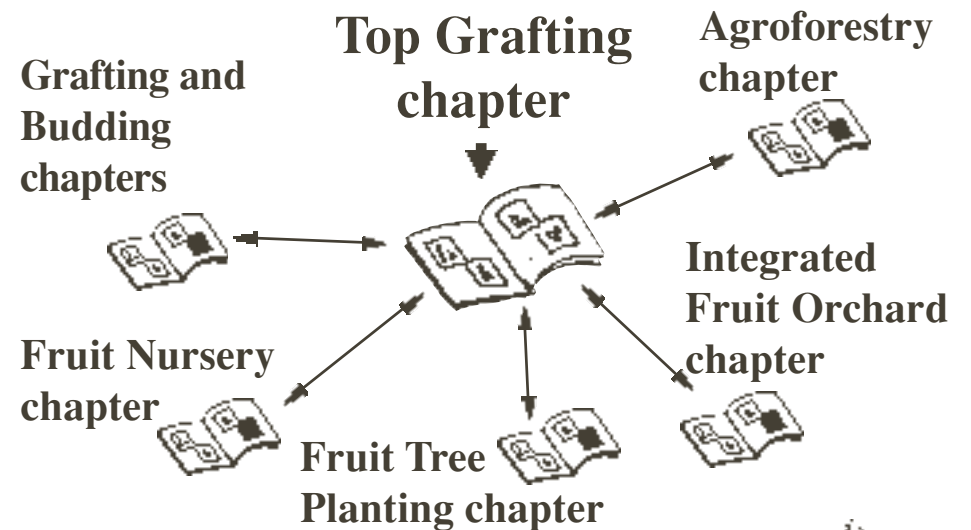 Top Grafting
chapter
Agroforestry
chapter
Grafting and
Budding
chapters
Integrated
Fruit Orchard
chapter
Fruit Nursery
chapter
Fruit Tree
Planting chapter